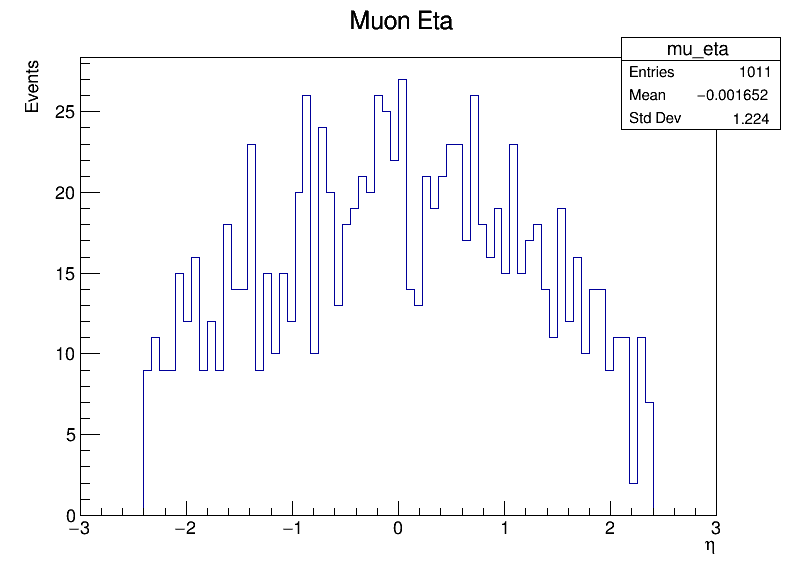 Muon Eta
mu_eta
Entries 1011
Mean −0.001652
Std Dev 1.224
Events
25
20
15
10
5
0
−3 −2 −1 0 1 2 3
η